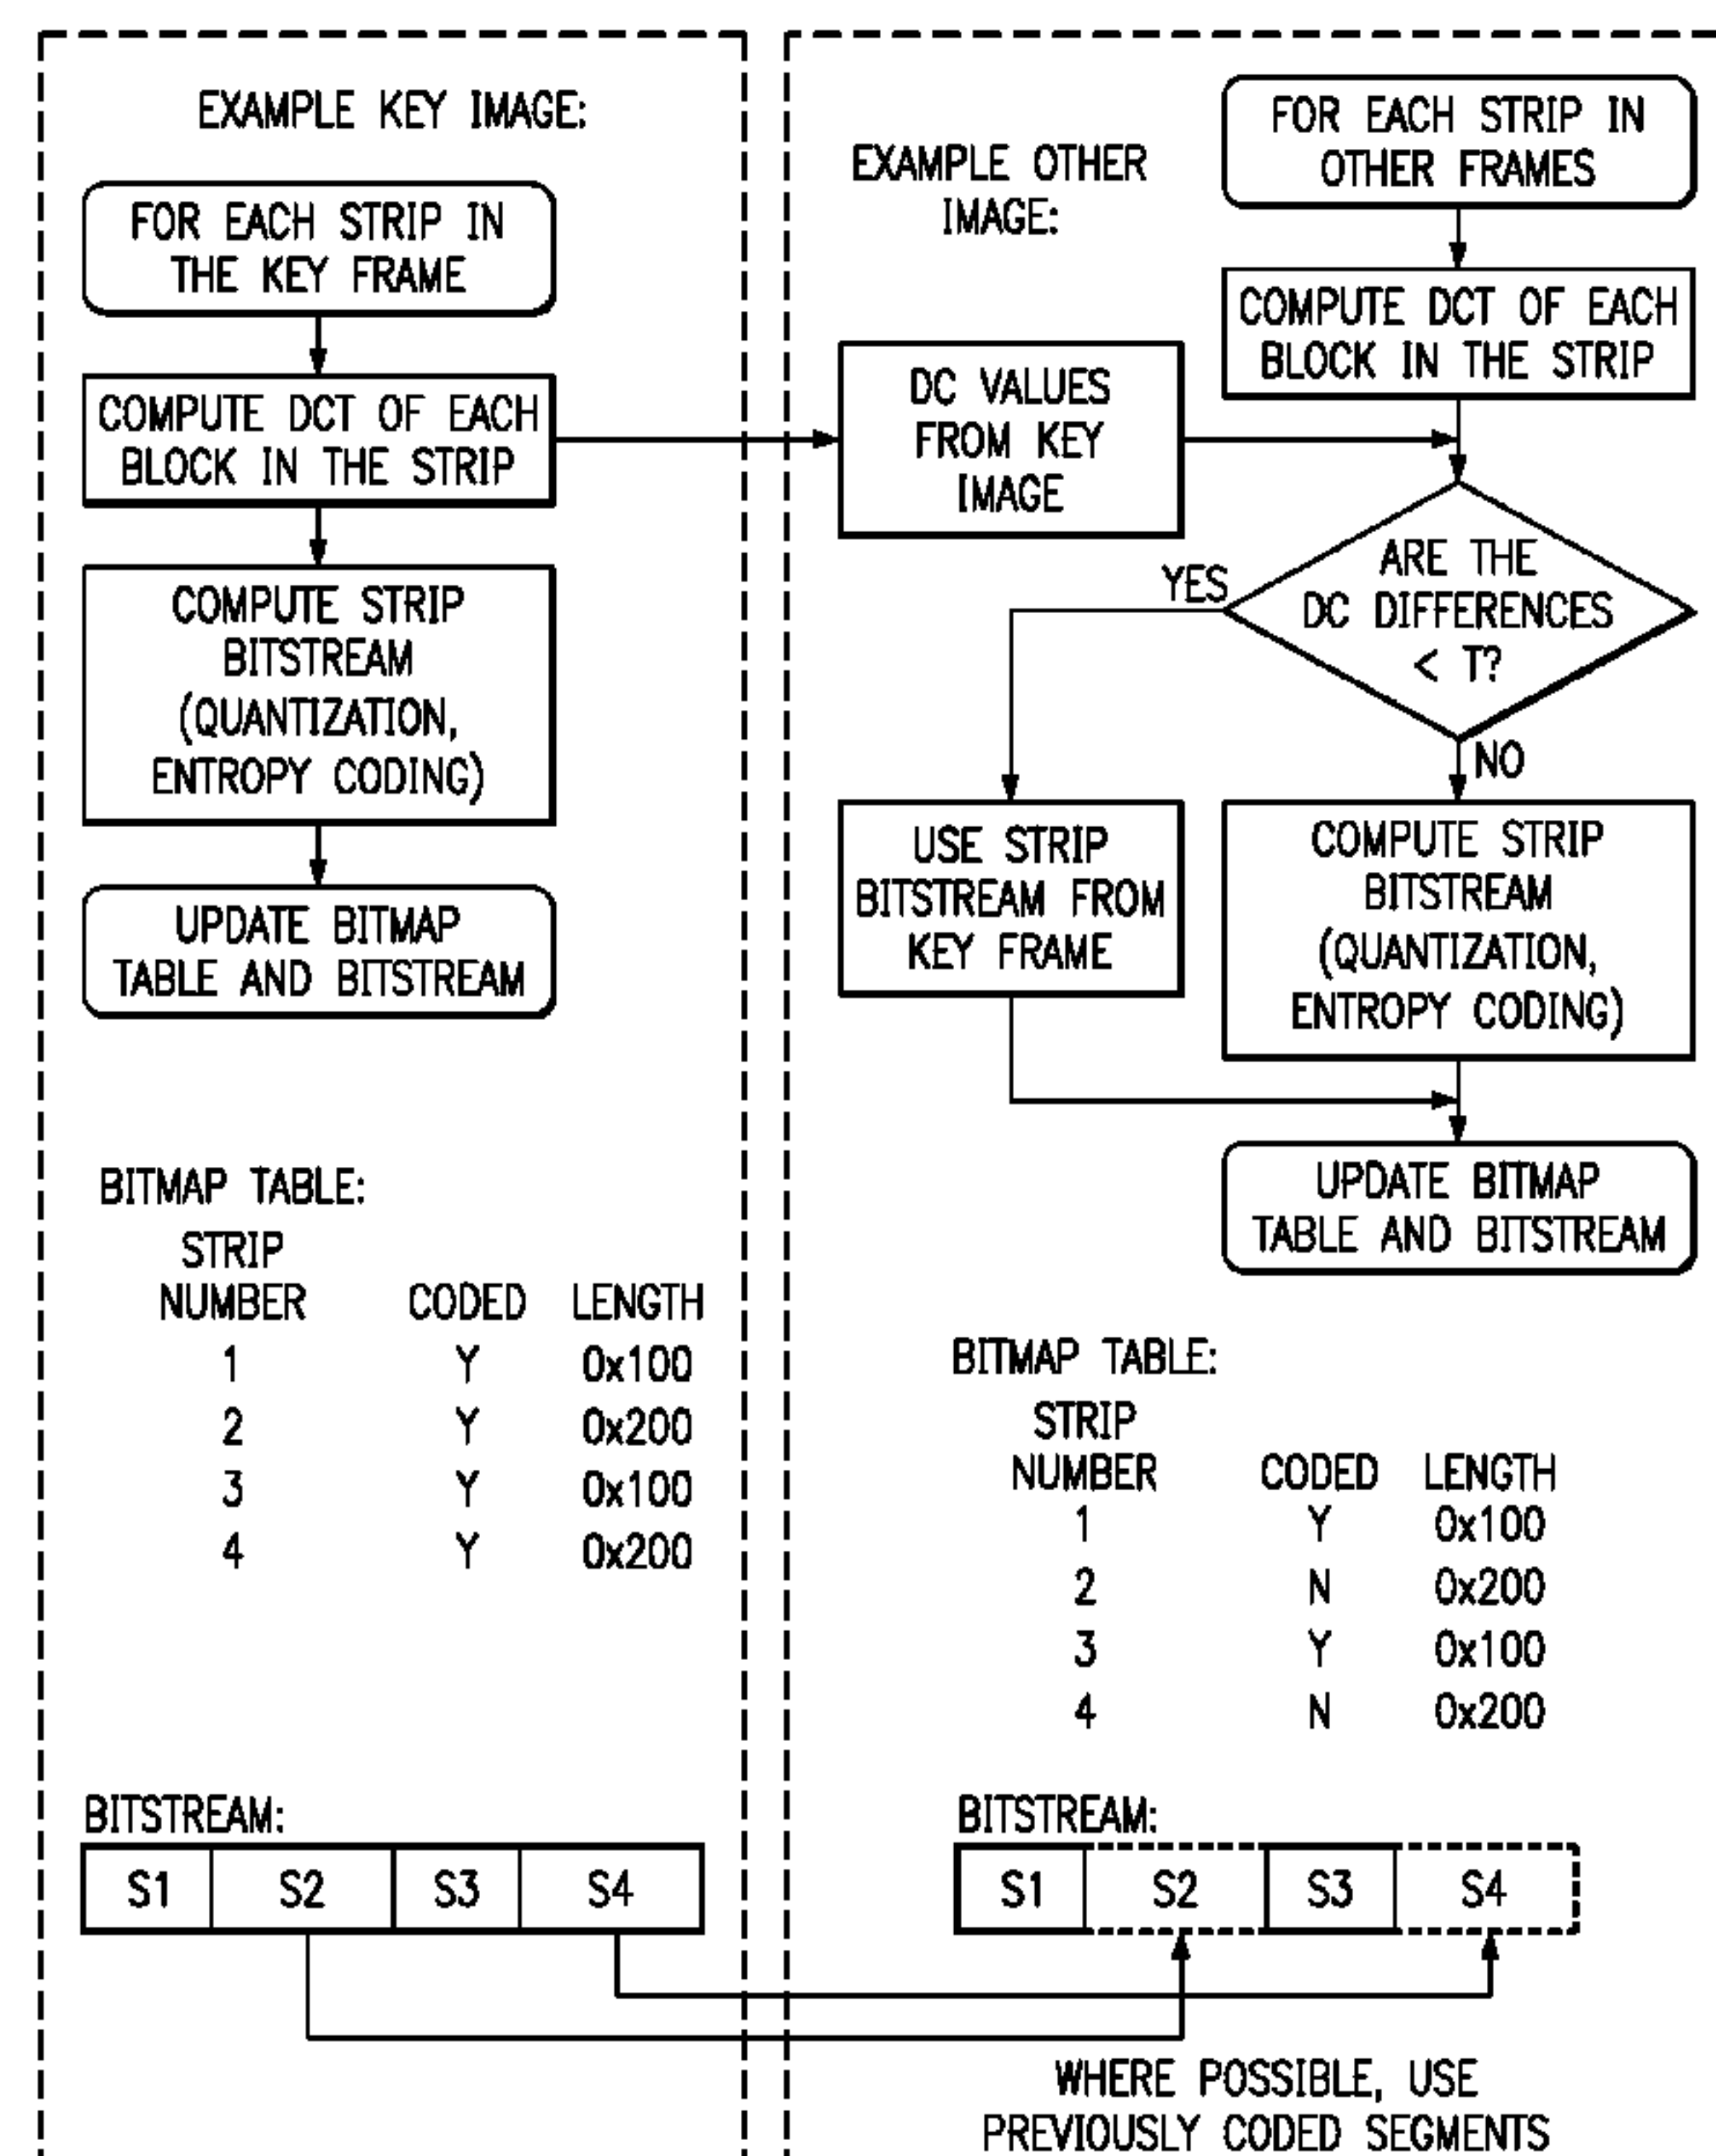 EXAMPLE KEY IMAGE:
FOR EACH STRIP IN
THE KEY FRAME
COMPUTE DCT OF EACH
BLOCK IN THE STRIP
COMPUTE STRIP
BITSTREAM
(QUANTIZATION,
ENTROPY CODING)
UPDATE BITMAP
TABLE AND BITSTREAM
BITMAP TABLE:
STRIP
NUMBER CODED LENGTH
1 Y 0x100
2 Y 0x200
3 Y 0x100
4 Y 0x200
BITSTREAM:
S1 S2 S3 S4
EXAMPLE OTHER
IMAGE:
FOR EACH STRIP IN
OTHER FRAMES
COMPUTE DCT OF EACH
BLOCK IN THE STRIP
DC VALUES
FROM KEY
IMAGE
ARE THE
DC DIFFERENCES
< T?
YES
NO
USE STRIP
BITSTREAM FROM
KEY FRAME
COMPUTE STRIP
BITSTREAM
(QUANTIZATION,
ENTROPY CODING)
UPDATE BITMAP
TABLE AND BITSTREAM
BITMAP TABLE:
STRIP
NUMBER CODED LENGTH
1 Y 0x100
2 N 0x200
3 Y 0x100
4 N 0x200
BITSTREAM:
S1 S2 S3 S4
WHERE POSSIBLE, USE
PREVIOUSLY CODED SEGMENTS